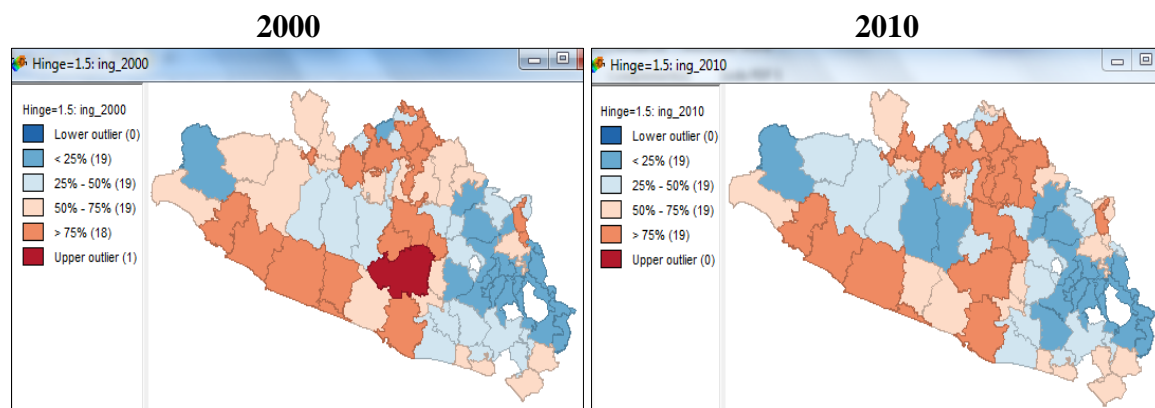 2000
2010
Hinge=1.5: ing_2000
Hinge=1.5: ing_2010
Hinge=1.5: ing_2000
Lower outlier (0)
< 25% (19)
25% - 50% (19)
50% - 75% (19)
> 75% (18)
Upper outlier (1)
Hinge=1.5: ing_2010
Lower outlier (0)
< 25% (19)
25% - 50% (19)
50% - 75% (19)
> 75% (19)
Upper outlier (0)